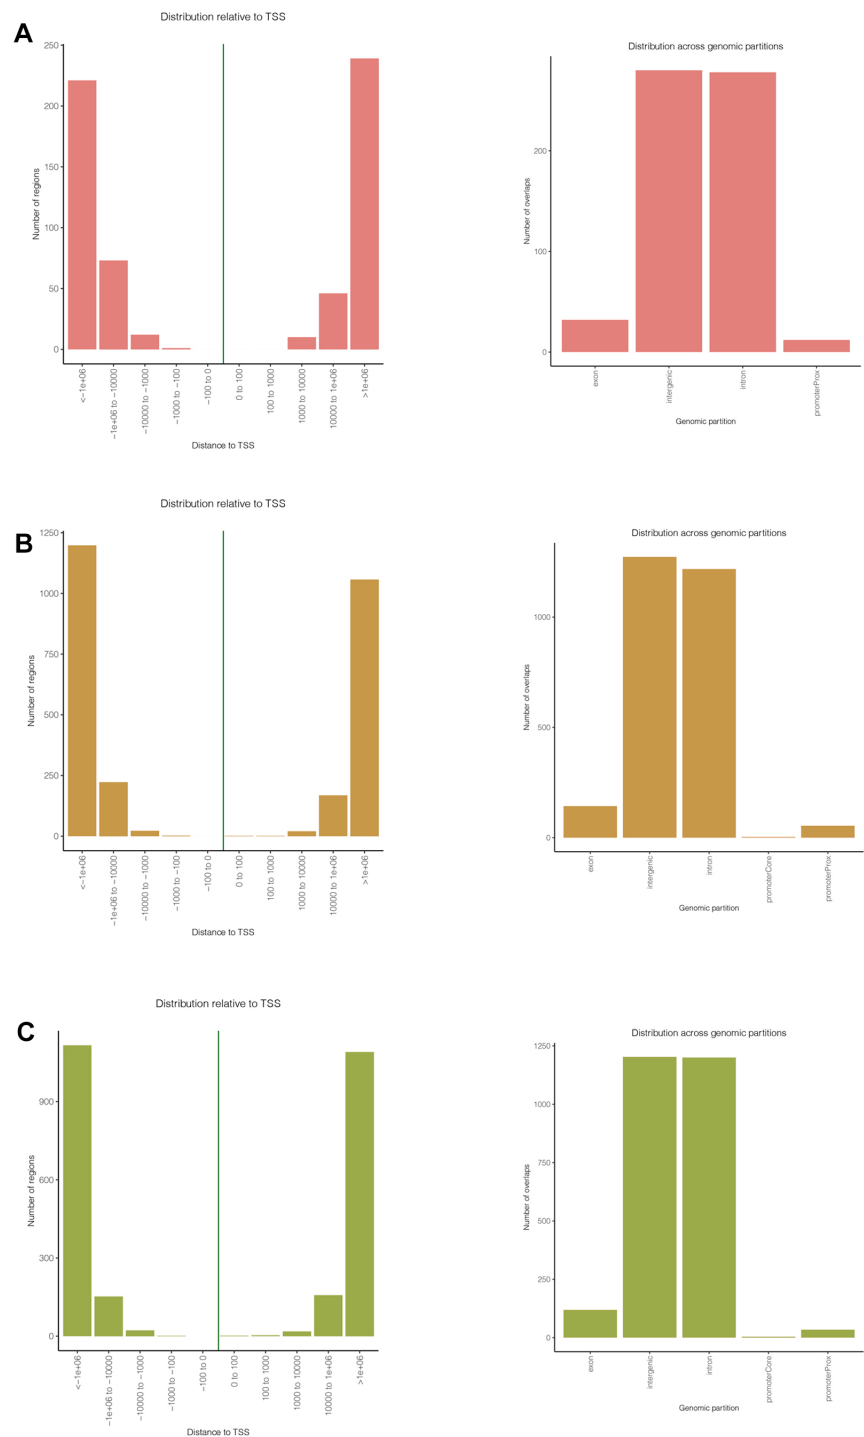 A
Distribution relative to TSS
Number of regions
250
200
150
100
50
0
<−1e+06
−1e+06 to −10000
−10000 to −1000
−1000 to −100
−100 to 0
0 to 100
100 to 1000
1000 to 10000
10000 to 1e+06
>1e+06
Distance to TSS
Distribution across genomic partitions
Number of overlaps
200
100
0
exon
intergenic
intron
promoterProx
Genomic partition
B
Distribution relative to TSS
Number of regions
1250
1000
750
500
250
0
<−1e+06
−1e+06 to −10000
−10000 to −1000
−1000 to −100
−100 to 0
0 to 100
100 to 1000
1000 to 10000
10000 to 1e+06
>1e+06
Distance to TSS
Distribution across genomic partitions
Number of overlaps
1000
500
0
exon
intergenic
intron
promoterCore
promoterProx
Genomic partition
C
Distribution relative to TSS
Number of regions
900
600
300
0
<−1e+06
−1e+06 to −10000
−10000 to −1000
−1000 to −100
−100 to 0
0 to 100
100 to 1000
1000 to 10000
10000 to 1e+06
>1e+06
Distance to TSS
Distribution across genomic partitions
Number of overlaps
1250
1000
750
500
250
0
exon
intergenic
intron
promoterCore
promoterProx
Genomic partition